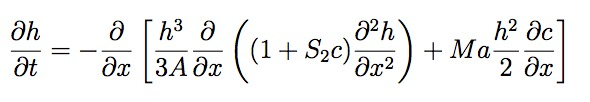 ∂h/∂t = −∂/∂x [ h³/3A ∂/∂x ( (1 + S₂c) ∂²h/∂x² ) + Ma h²/2 ∂c/∂x ]